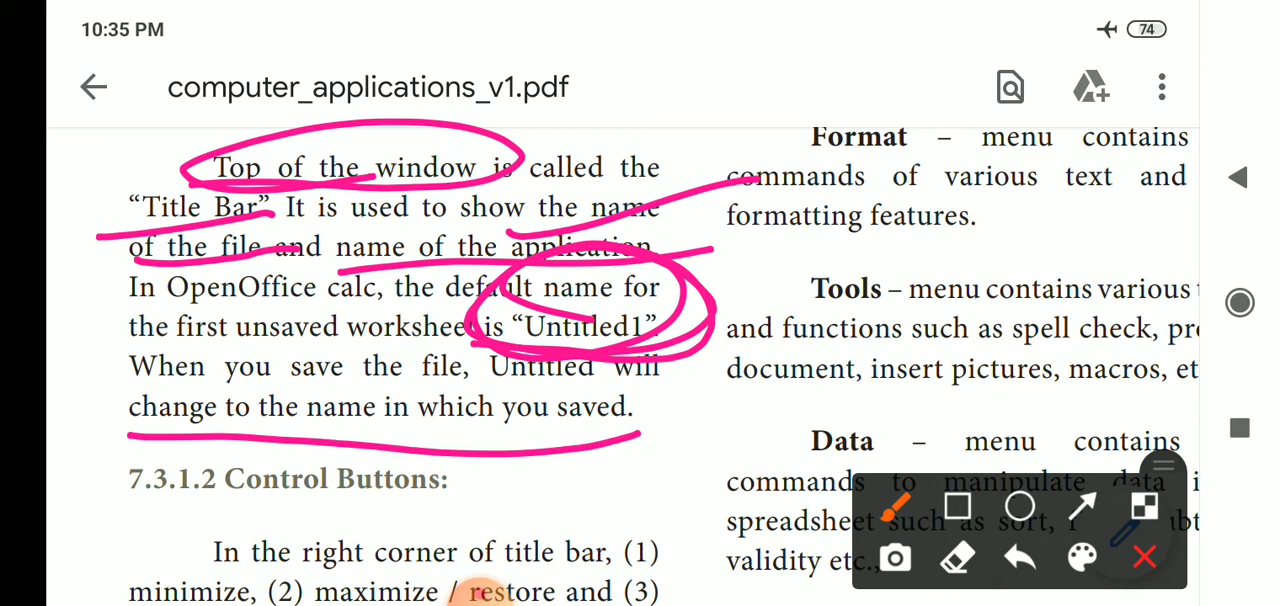 10:35 PM
74
computer_applications_v1.pdf
Top of the window is called the
“Title Bar”. It is used to show the name
of the file and name of the application.
In OpenOffice calc, the default name for
the first unsaved worksheet is “Untitled1”.
When you save the file, Untitled will
change to the name in which you saved.
7.3.1.2 Control Buttons:
In the right corner of title bar, (1)
minimize, (2) maximize / restore and (3)
Format – menu contains
commands of various text and
formatting features.
Tools – menu contains various
and functions such as spell check,
document, insert pictures, macros,
Data – menu contains
commands to manipulate data
spreadsheet such as sort,
validity etc.,